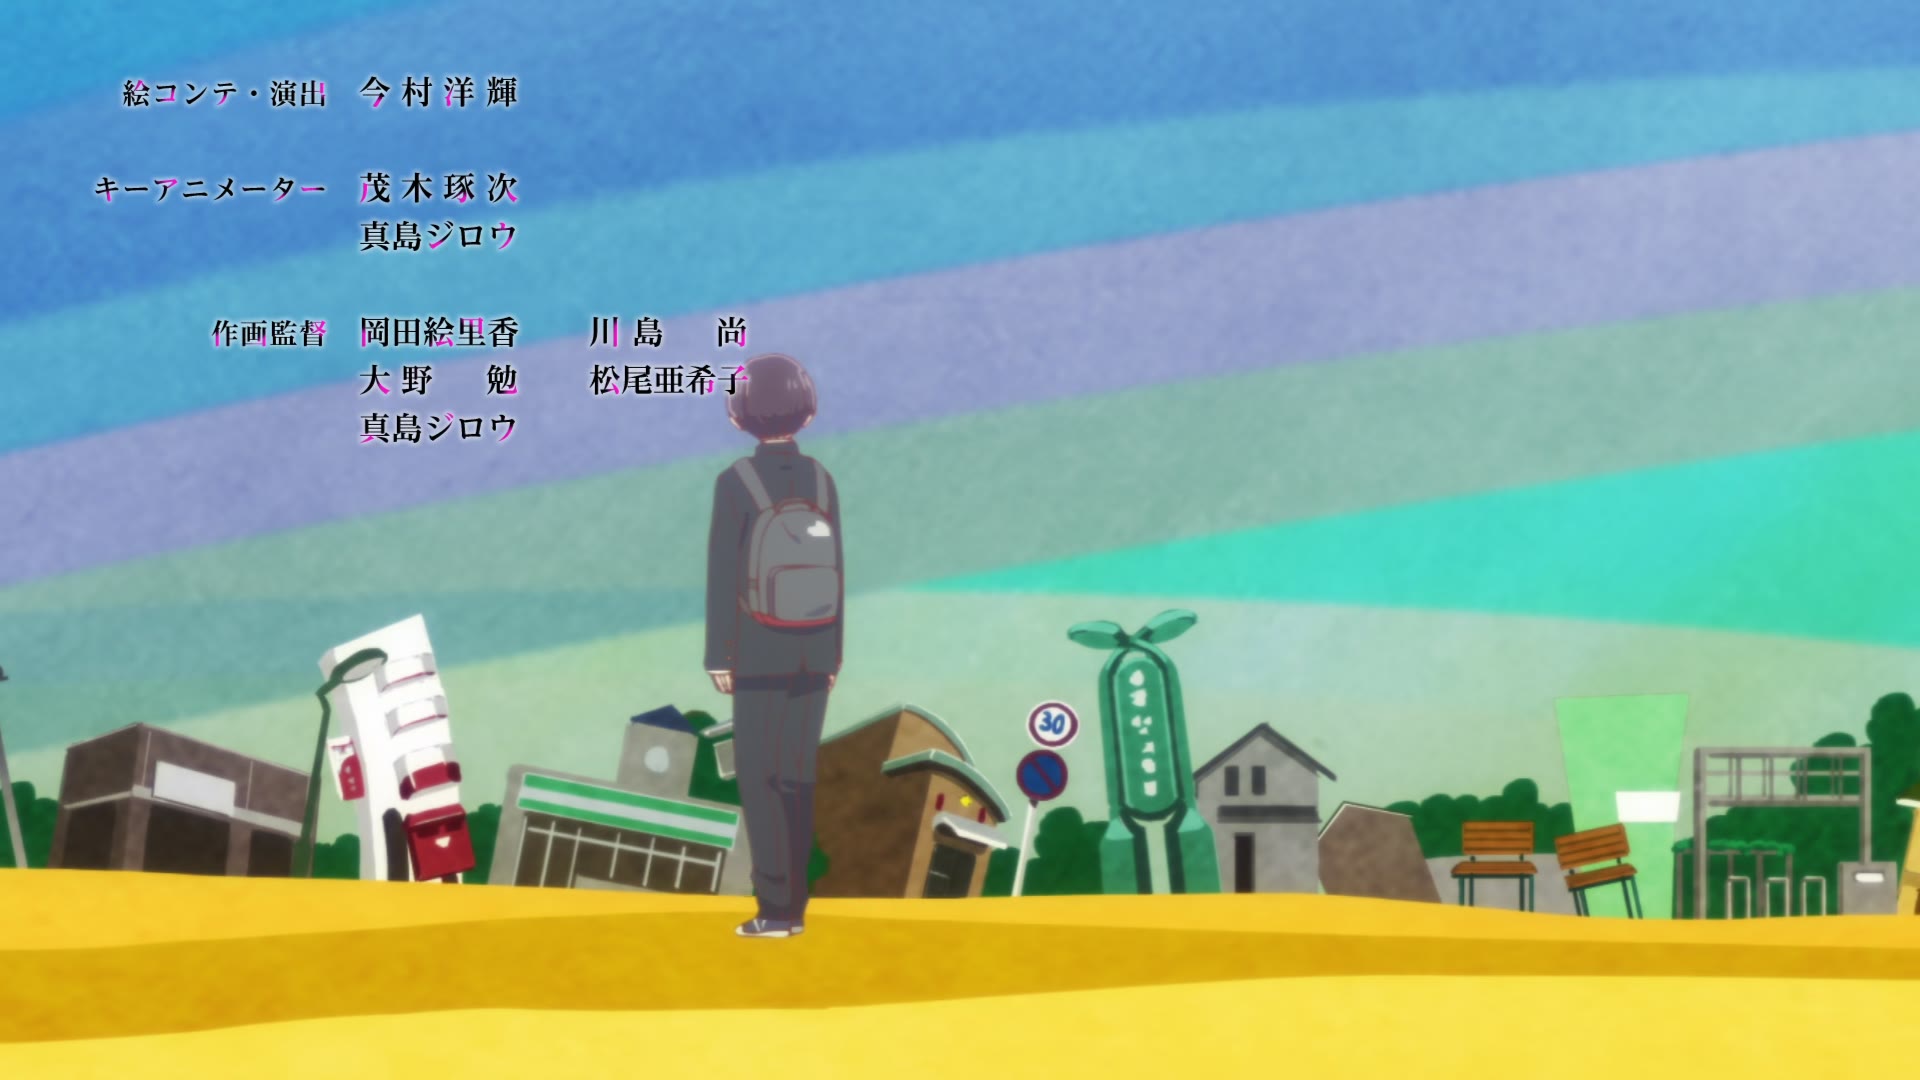 絵コンテ・演出 今村洋輝
キーアニメーター 茂木琢次
真島ジロウ
作画監督 岡田絵里香 川島 尚
大野 勉 松尾亜希子
真島ジロウ
30